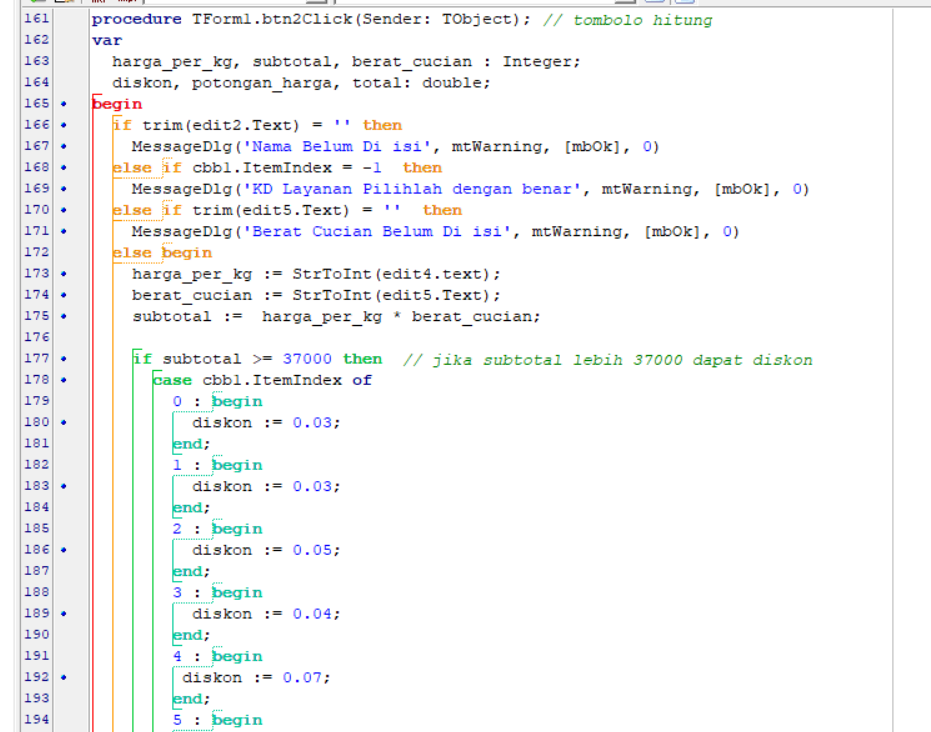 161 procedure TForm1.btn2Click(Sender: TObject); // tombolo hitung
162 var
163 harga_per_kg, subtotal, berat_cucian : Integer;
164 diskon, potongan_harga, total: double;
165 begin
166 if trim(edit2.Text) = '' then
167 MessageDlg('Nama Belum Di isi', mtWarning, [mbOk], 0)
168 else if cbb1.ItemIndex = -1 then
169 MessageDlg('KD Layanan Pilihlah dengan benar', mtWarning, [mbOk], 0)
170 else if trim(edit5.Text) = '' then
171 MessageDlg('Berat Cucian Belum Di isi', mtWarning, [mbOk], 0)
172 else begin
173 harga_per_kg := StrToInt(edit4.text);
174 berat_cucian := StrToInt(edit5.Text);
175 subtotal := harga_per_kg * berat_cucian;
176
177 if subtotal >= 37000 then // jika subtotal lebih 37000 dapat diskon
178 case cbb1.ItemIndex of
179 0 : begin
180 diskon := 0.03;
181 end;
182 1 : begin
183 diskon := 0.03;
184 end;
185 2 : begin
186 diskon := 0.05;
187 end;
188 3 : begin
189 diskon := 0.04;
190 end;
191 4 : begin
192 diskon := 0.07;
193 end;
194 5 : begin